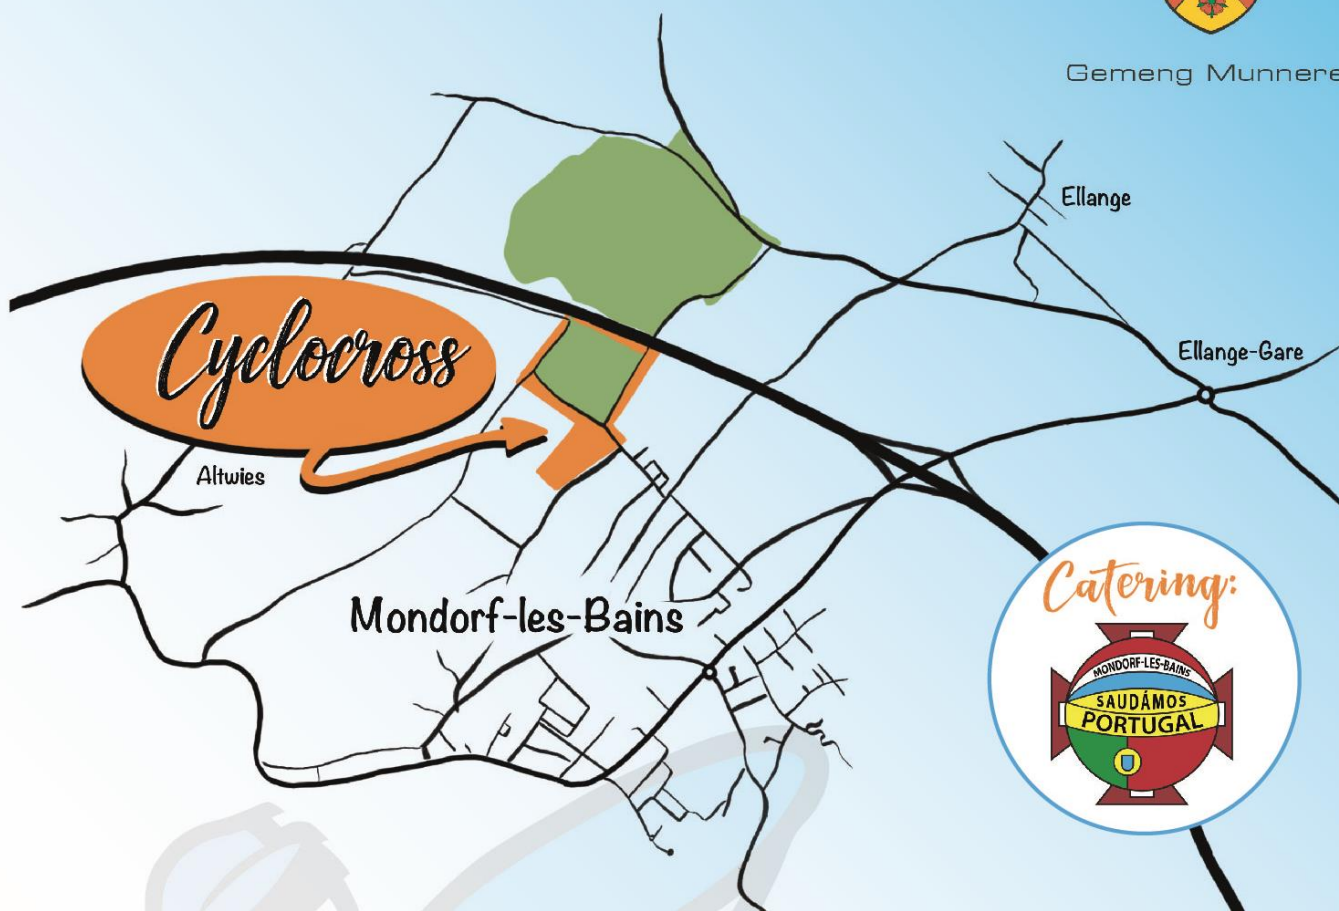 Gemeng Munnere
Ellange
Ellange-Gare
Cyclocross
Altwies
Mondorf-les-Bains
Catering:
MONDORF-LES-BAINS
SAUDÁMOS
PORTUGAL